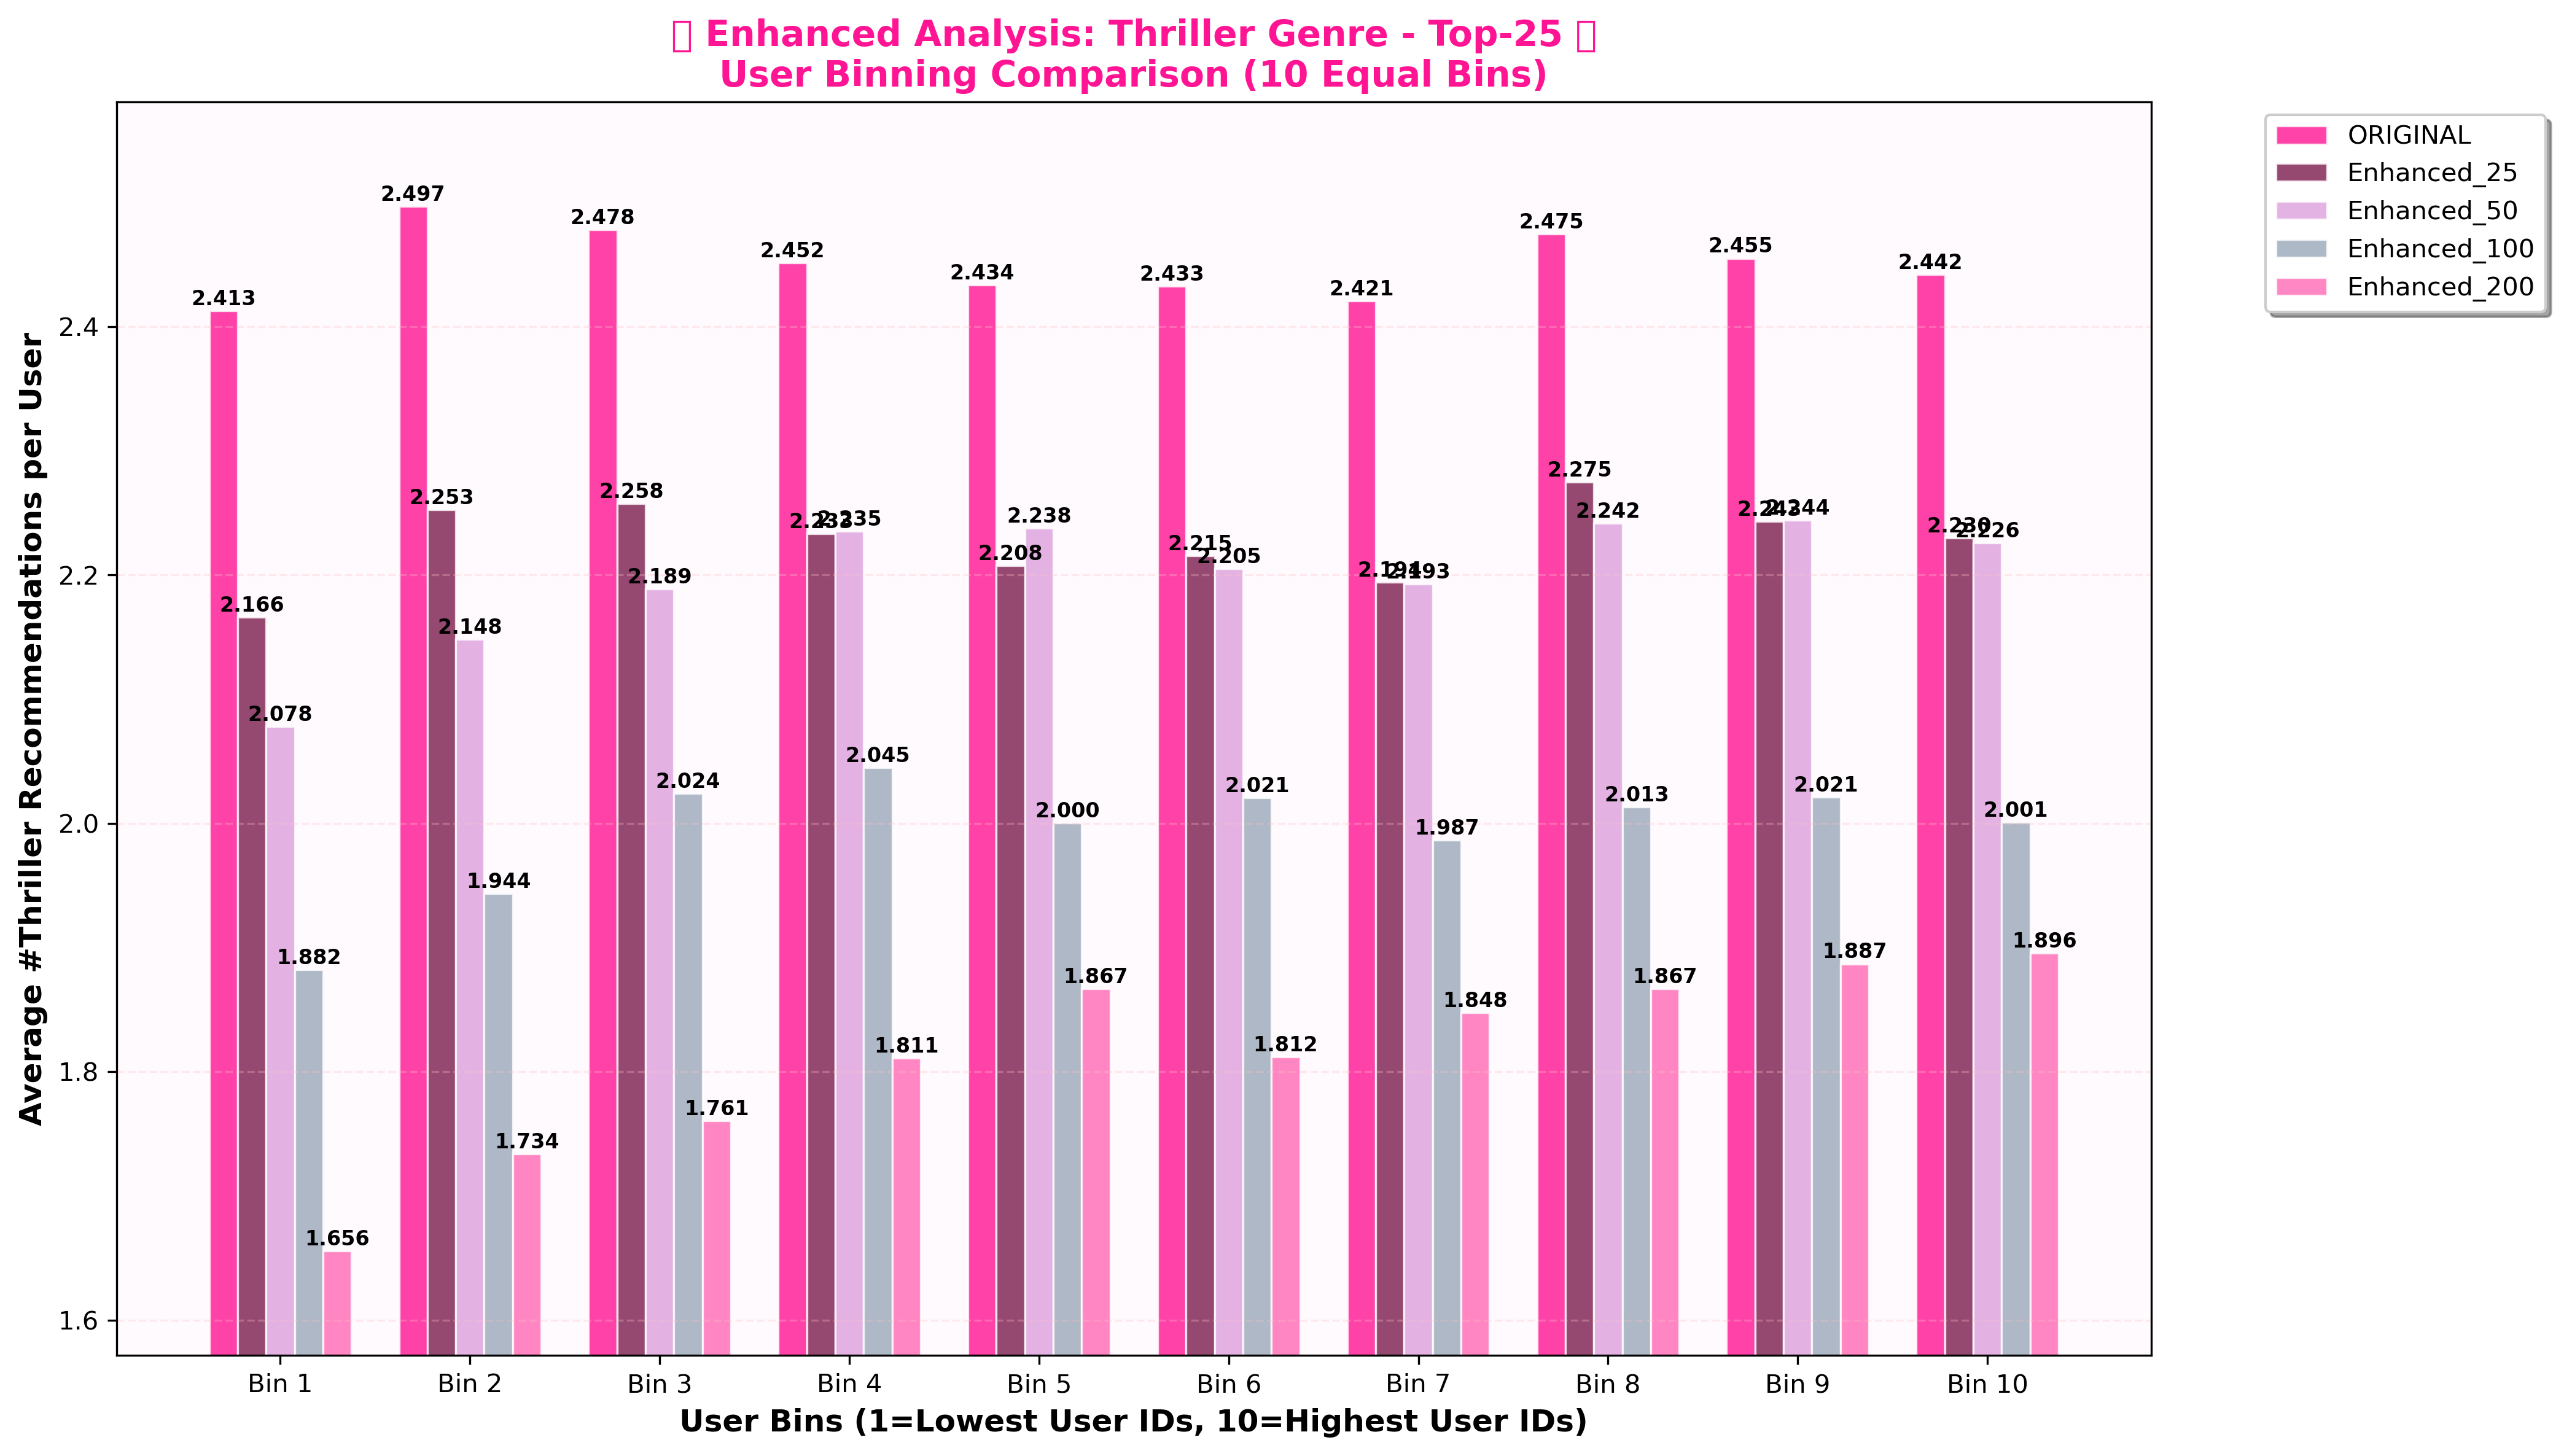 Enhanced Analysis: Thriller Genre - Top-25
User Binning Comparison (10 Equal Bins)
ORIGINAL
Enhanced_25
Enhanced_50
Enhanced_100
Enhanced_200
Average #Thriller Recommendations per User
2.4
2.2
2.0
1.8
1.6
2.413
2.166
2.078
1.882
1.656
2.497
2.253
2.148
1.944
1.734
2.478
2.258
2.189
2.024
1.761
2.452
2.235
2.045
1.811
2.434
2.208
2.238
2.000
1.867
2.433
2.215
2.205
2.021
1.812
2.421
2.194
2.193
1.987
1.848
2.475
2.275
2.242
2.013
1.867
2.455
2.244
2.021
1.887
2.442
2.230
2.226
2.001
1.896
Bin 1
Bin 2
Bin 3
Bin 4
Bin 5
Bin 6
Bin 7
Bin 8
Bin 9
Bin 10
User Bins (1=Lowest User IDs, 10=Highest User IDs)